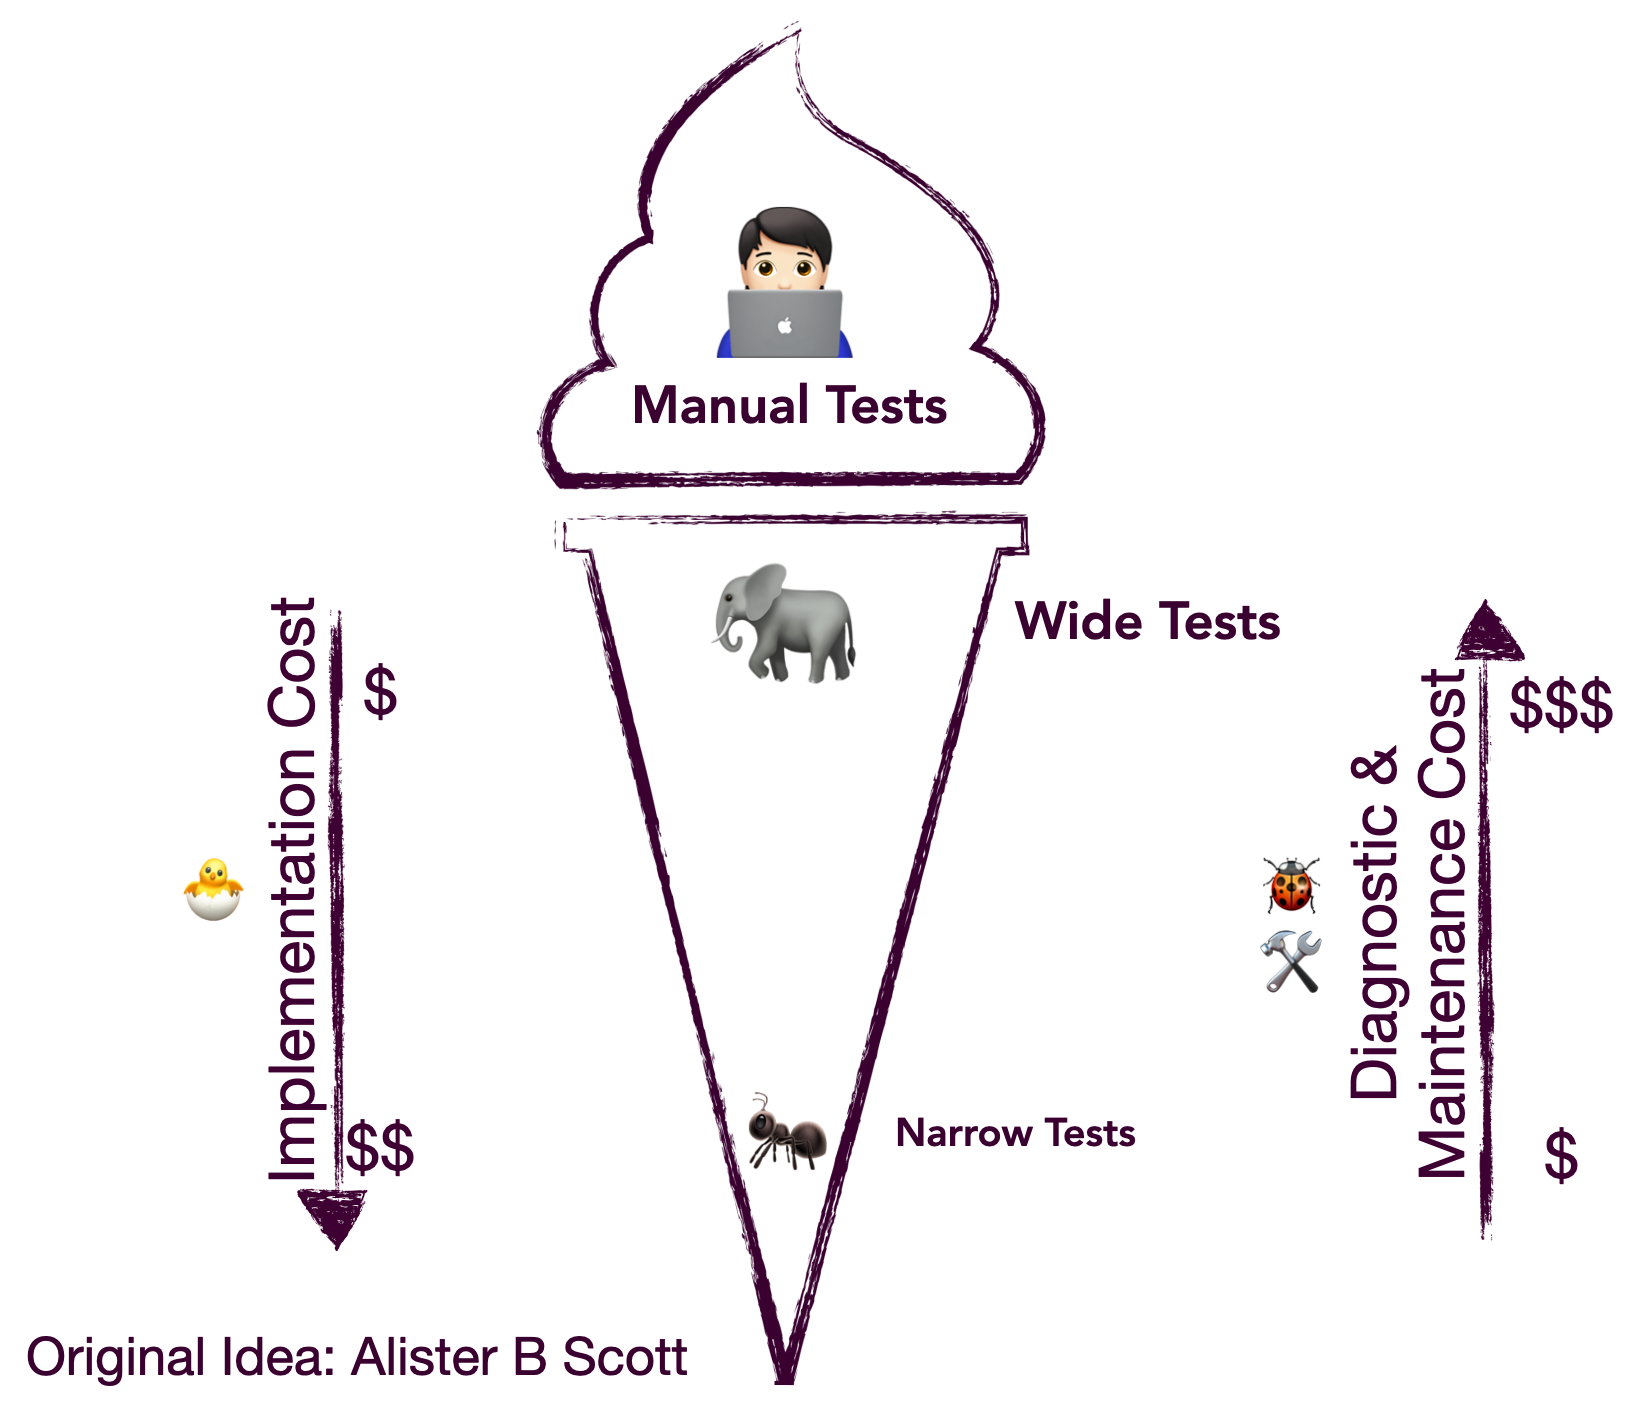 Manual Tests
Wide Tests
Implementation Cost
$
$$
Diagnostic &
Maintenance Cost
$$$
$
Narrow Tests
Original Idea: Alister B Scott